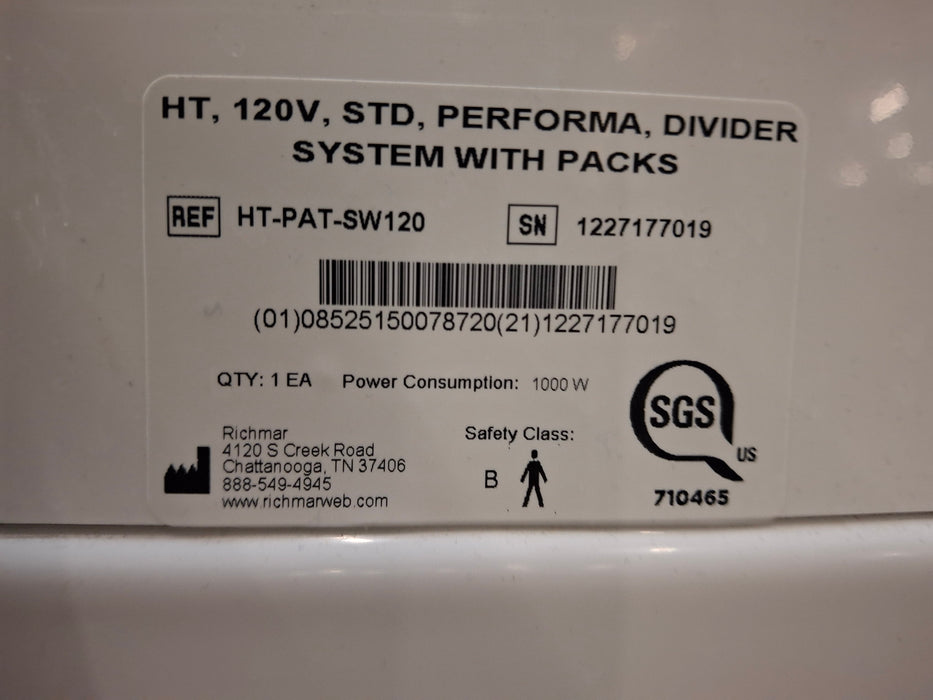 HT, 120V, STD, PERFORMA, DIVIDER
SYSTEM WITH PACKS
REF HT-PAT-SW120 SN 1227177019
(01)08525150078720(21)1227177019
QTY: 1 EA Power Consumption: 1000 W
Richmar
4120 S Creek Road
Chattanooga, TN 37406
888-549-4945
www.richmarweb.com
Safety Class:
B
SGS
US
710465